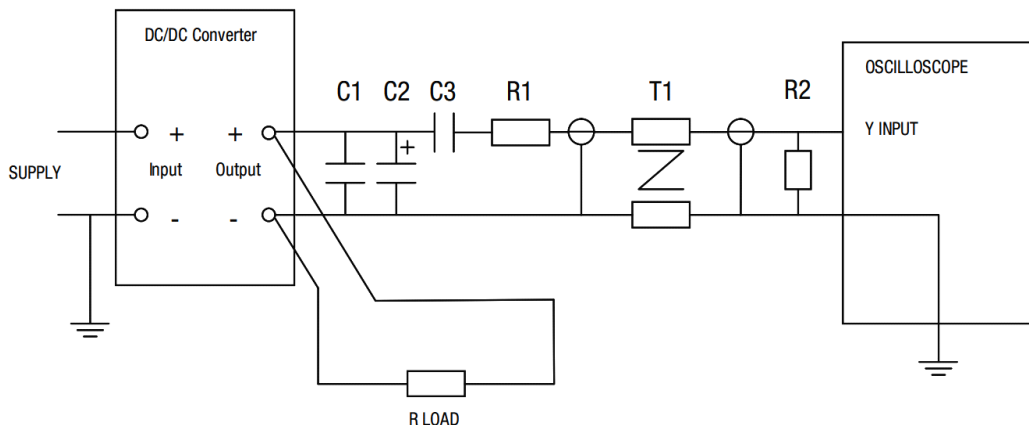 DC/DC Converter
C1 C2 C3 R1 T1 R2
OSCILLOSCOPE
Y INPUT
+ + +
SUPPLY
Input Output
- -
R LOAD